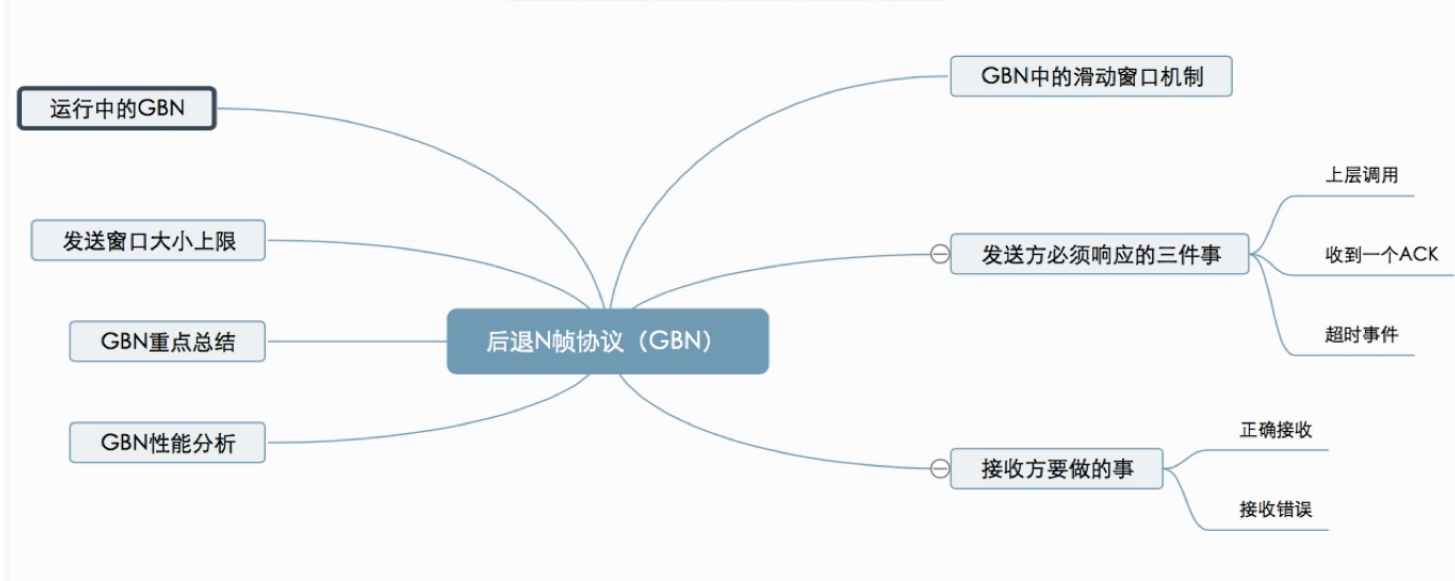 GBN中的滑动窗口机制
运行中的GBN
上层调用
发送窗口大小上限
发送方必须响应的三件事
收到一个ACK
超时事件
GBN重点总结
后退N帧协议（GBN）
GBN性能分析
正确接收
接收方要做的事
接收错误